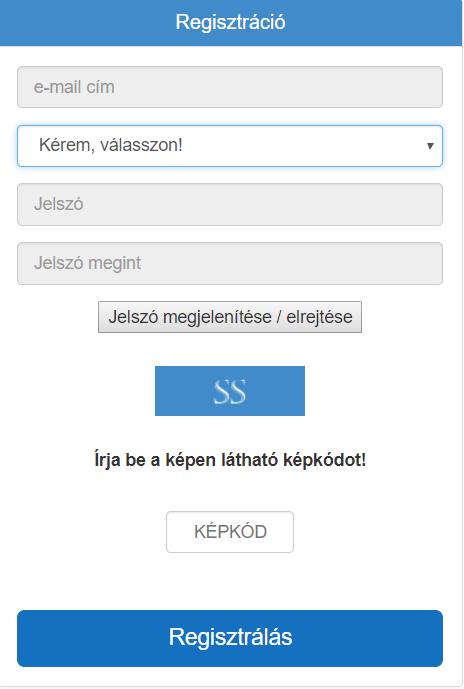 Regisztráció
e-mail cím
Kérem, válasszon!
Jelszó
Jelszó megint
Jelszó megjelenítése / elrejtése
SS
Írja be a képen látható képkódot!
KÉPKÓD
Regisztrálás